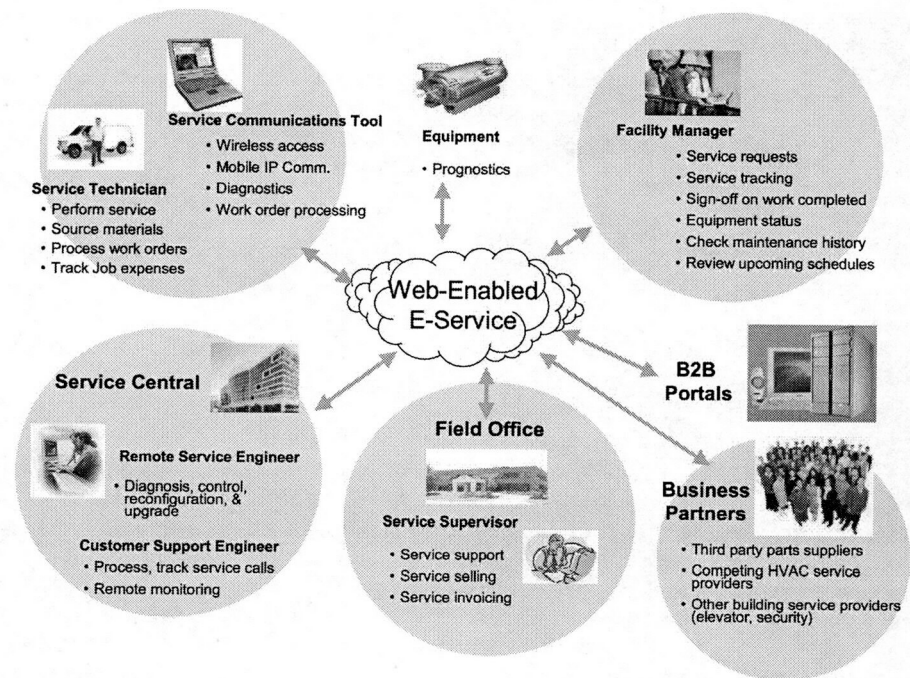 Service Communications Tool
• Wireless access
• Mobile IP Comm.
• Diagnostics
• Work order processing
Service Technician
• Perform service
• Source materials
• Process work orders
• Track Job expenses
Equipment
• Prognostics
Facility Manager
• Service requests
• Service tracking
• Sign-off on work completed
• Equipment status
• Check maintenance history
• Review upcoming schedules
Web-Enabled
E-Service
Service Central
Remote Service Engineer
• Diagnosis, control,
reconfiguration, &
upgrade
Customer Support Engineer
• Process, track service calls
• Remote monitoring
Field Office
Service Supervisor
• Service support
• Service selling
• Service invoicing
B2B
Portals
Business
Partners
• Third party parts suppliers
• Competing HVAC service
providers
• Other building service providers
(elevator, security)